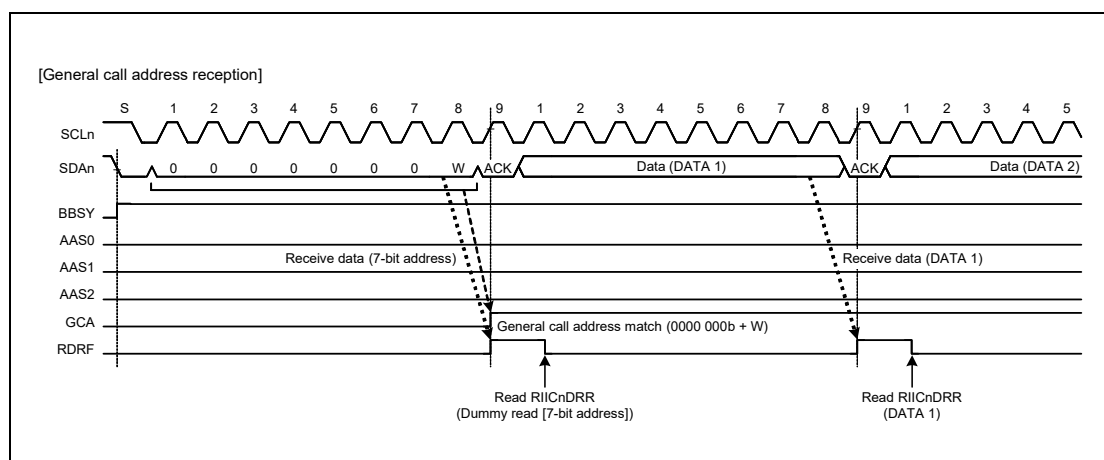 [General call address reception]
S 1 2 3 4 5 6 7 8 9 1 2 3 4 5 6 7 8 9 1 2 3 4 5
SCLn
SDAn 0 0 0 0 0 0 0 W ACK Data (DATA 1) ACK Data (DATA 2)
BBSY
AAS0
Receive data (7-bit address) Receive data (DATA 1)
AAS1
AAS2
GCA
General call address match (0000 000b + W)
RDRF
Read RIICnDRR Read RIICnDRR
(Dummy read [7-bit address]) (DATA 1)